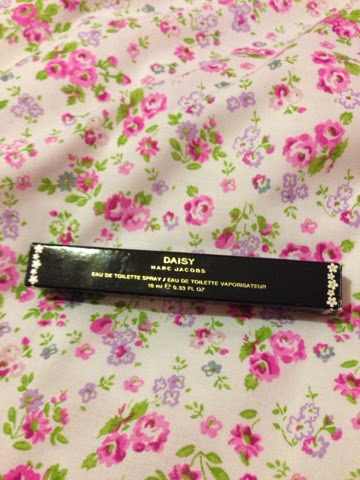 DAISY
MARC JACOBS
EAU DE TOILETTE SPRAY / EAU DE TOILETTE VAPORISATEUR
10 ml ℮ 0.33 FL OZ